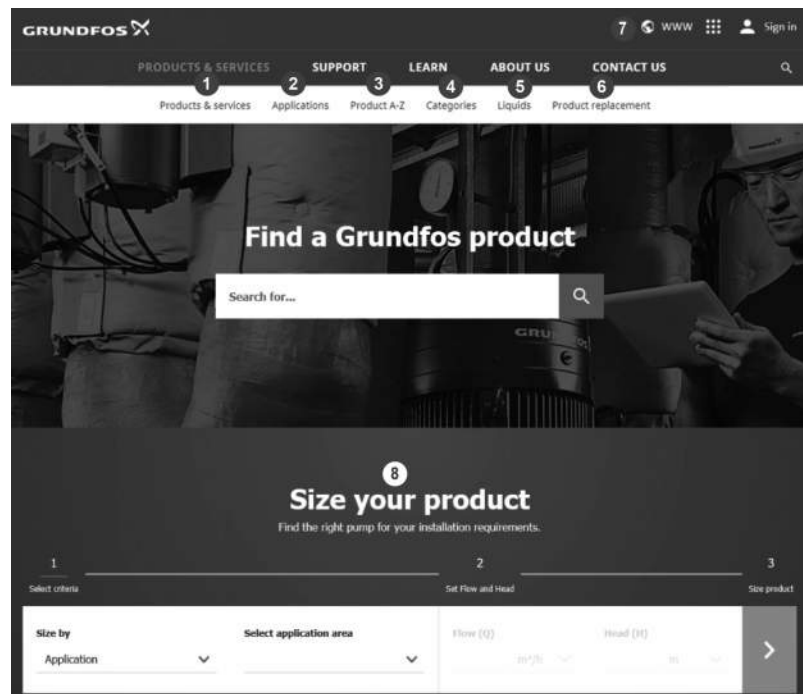 GRUNDFOS
7 WWW Sign in
PRODUCTS & SERVICES SUPPORT LEARN ABOUT US CONTACT US
1 2 3 4 5 6
Products & services Applications Product A-Z Categories Liquids Product replacement
Find a Grundfos product
Search for...
8
Size your product
Find the right pump for your installation requirements.
1 2 3
Select criteria Set Flow and Head Size product
Size by Select application area Flow (Q) Head (H)
Application m³/h m